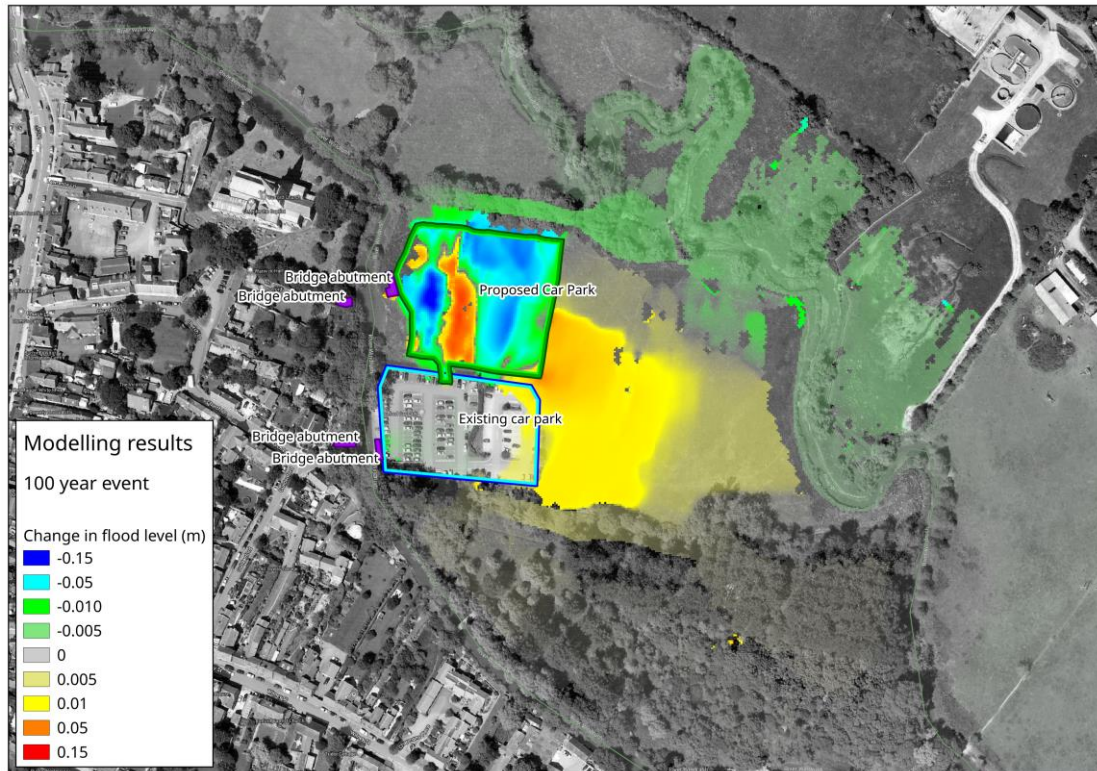 Bridge abutment
Bridge abutment
Proposed Car Park
Existing car park
Bridge abutment
Bridge abutment
Modelling results
100 year event
Change in flood level (m)
-0.15
-0.05
-0.010
-0.005
0
0.005
0.01
0.05
0.15